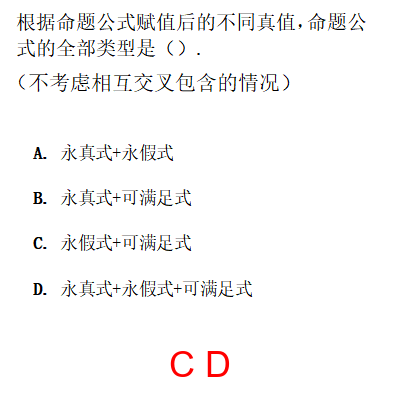 根据命题公式赋值后的不同真值，命题公
式的全部类型是（）.
（不考虑相互交叉包含的情况）
A. 永真式+永假式
B. 永真式+可满足式
C. 永假式+可满足式
D. 永真式+永假式+可满足式
C D